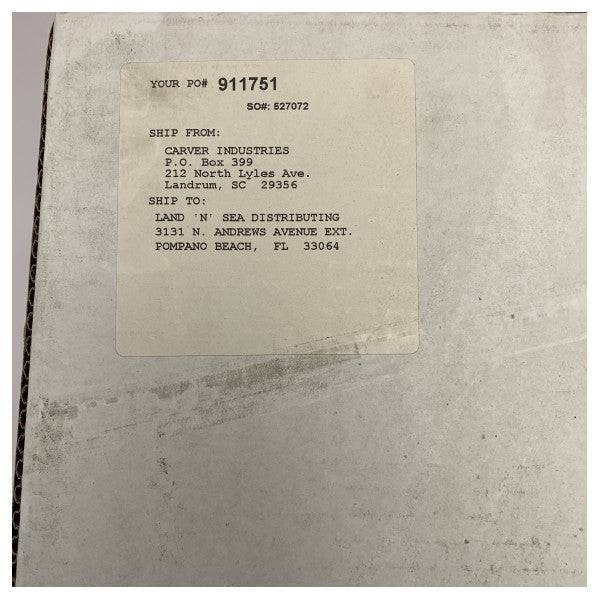 YOUR PO# 911751
SO#: 527072
SHIP FROM:
CARVER INDUSTRIES
P.O. Box 399
212 North Lyles Ave.
Landrum, SC 29356
SHIP TO:
LAND 'N' SEA DISTRIBUTING
3131 N. ANDREWS AVENUE EXT.
POMPANO BEACH, FL 33064